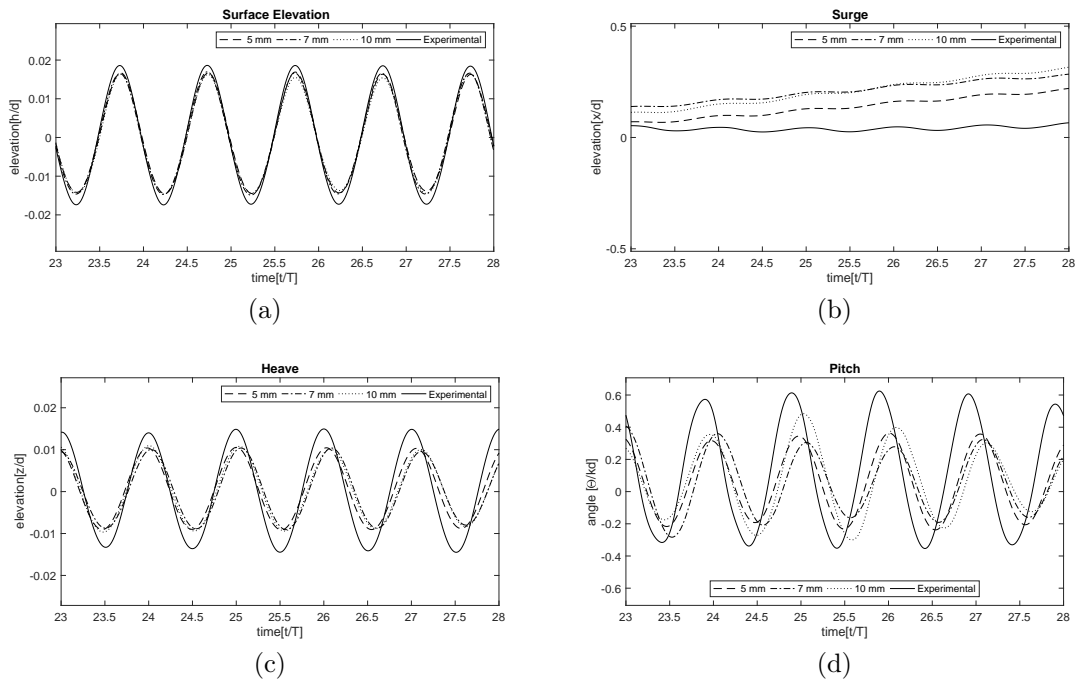 Surface Elevation
5 mm 7 mm 10 mm Experimental
0.02
0.01
0
-0.01
-0.02
elevation[h/d]
23 23.5 24 24.5 25 25.5 26 26.5 27 27.5 28
time[t/T]
(a)
Surge
5 mm 7 mm 10 mm Experimental
0.5
0
-0.5
elevation[x/d]
23 23.5 24 24.5 25 25.5 26 26.5 27 27.5 28
time[t/T]
(b)
Heave
5 mm 7 mm 10 mm Experimental
0.02
0.01
0
-0.01
-0.02
elevation[z/d]
23 23.5 24 24.5 25 25.5 26 26.5 27 27.5 28
time[t/T]
(c)
Pitch
0.6
0.4
0.2
0
-0.2
-0.4
-0.6
angle [Θ/kd]
5 mm 7 mm 10 mm Experimental
23 23.5 24 24.5 25 25.5 26 26.5 27 27.5 28
time[t/T]
(d)